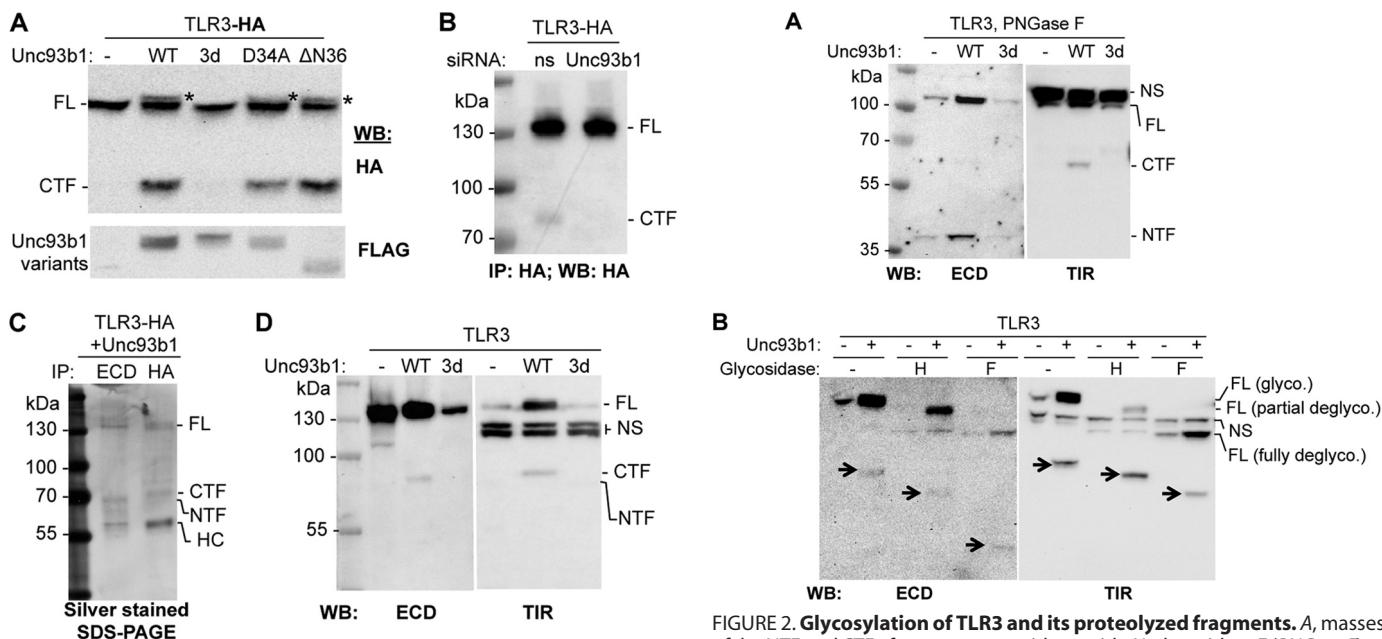 A
TLR3-HA
Unc93b1: - WT 3d D34A ΔN36
FL -
*
*
*
WB:
HA
CTF -
Unc93b1
variants
FLAG
B
TLR3-HA
siRNA: ns Unc93b1
kDa
130 -
- FL
100 -
- CTF
70 -
IP: HA; WB: HA
C
TLR3-HA
+Unc93b1
IP: ECD HA
kDa
130 -
- FL
100 -
70 -
- CTF
NTF
55 -
HC
Silver stained
SDS-PAGE
D
TLR3
Unc93b1: - WT 3d - WT 3d
kDa
130 -
- FL
NS
100 -
CTF
NTF
55 -
WB: ECD TIR
A
TLR3, PNGase F
Unc93b1: - WT 3d - WT 3d
kDa
100 -
- NS
FL
70 -
- CTF
55 -
- NTF
35 -
WB: ECD TIR
B
TLR3
Unc93b1: - + - + - + - + - + - +
Glycosidase: - H F - H F
FL (glyco.)
FL (partial deglyco.)
NS
FL (fully deglyco.)
WB: ECD TIR
FIGURE 2. Glycosylation of TLR3 and its proteolyzed fragments. A, masses